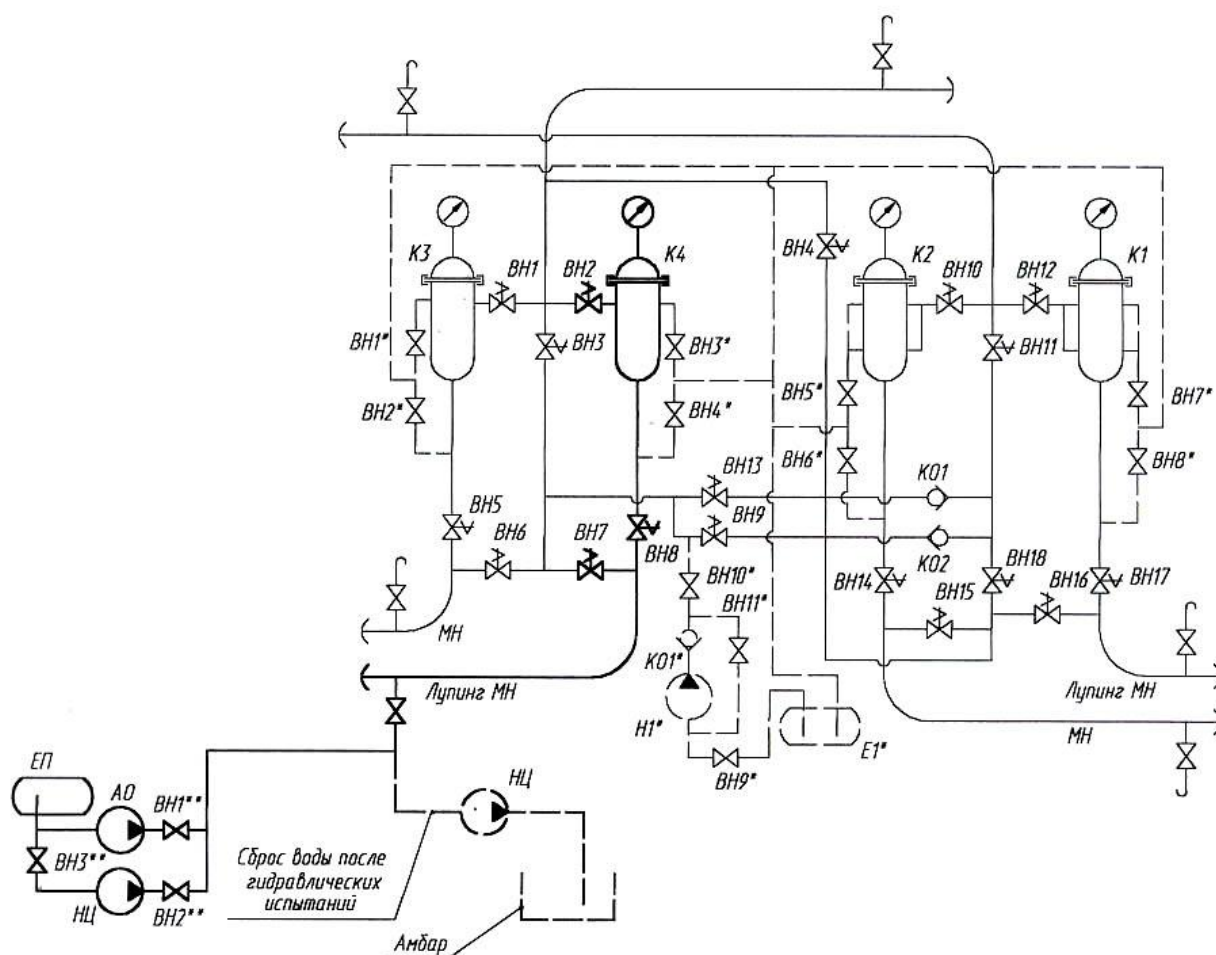 К3
ВН1
ВН2
К4
ВН4
К2
ВН10
ВН12
К1
ВН1*
ВН3
ВН3*
ВН11
ВН2*
ВН4*
ВН5*
ВН7*
ВН6*
ВН8*
ВН13
КО1
ВН5
ВН6
ВН7
ВН8
ВН9
КО2
ВН10*
ВН11*
ВН14
ВН15
ВН18
ВН16
ВН17
МН
КО1*
Лупинг МН
Н1*
ВН9*
Е1*
Лупинг МН
МН
ЕП
АО
ВН1**
НЦ
ВН3**
НЦ
ВН2**
Сброс воды после
гидравлических
испытаний
Амбар